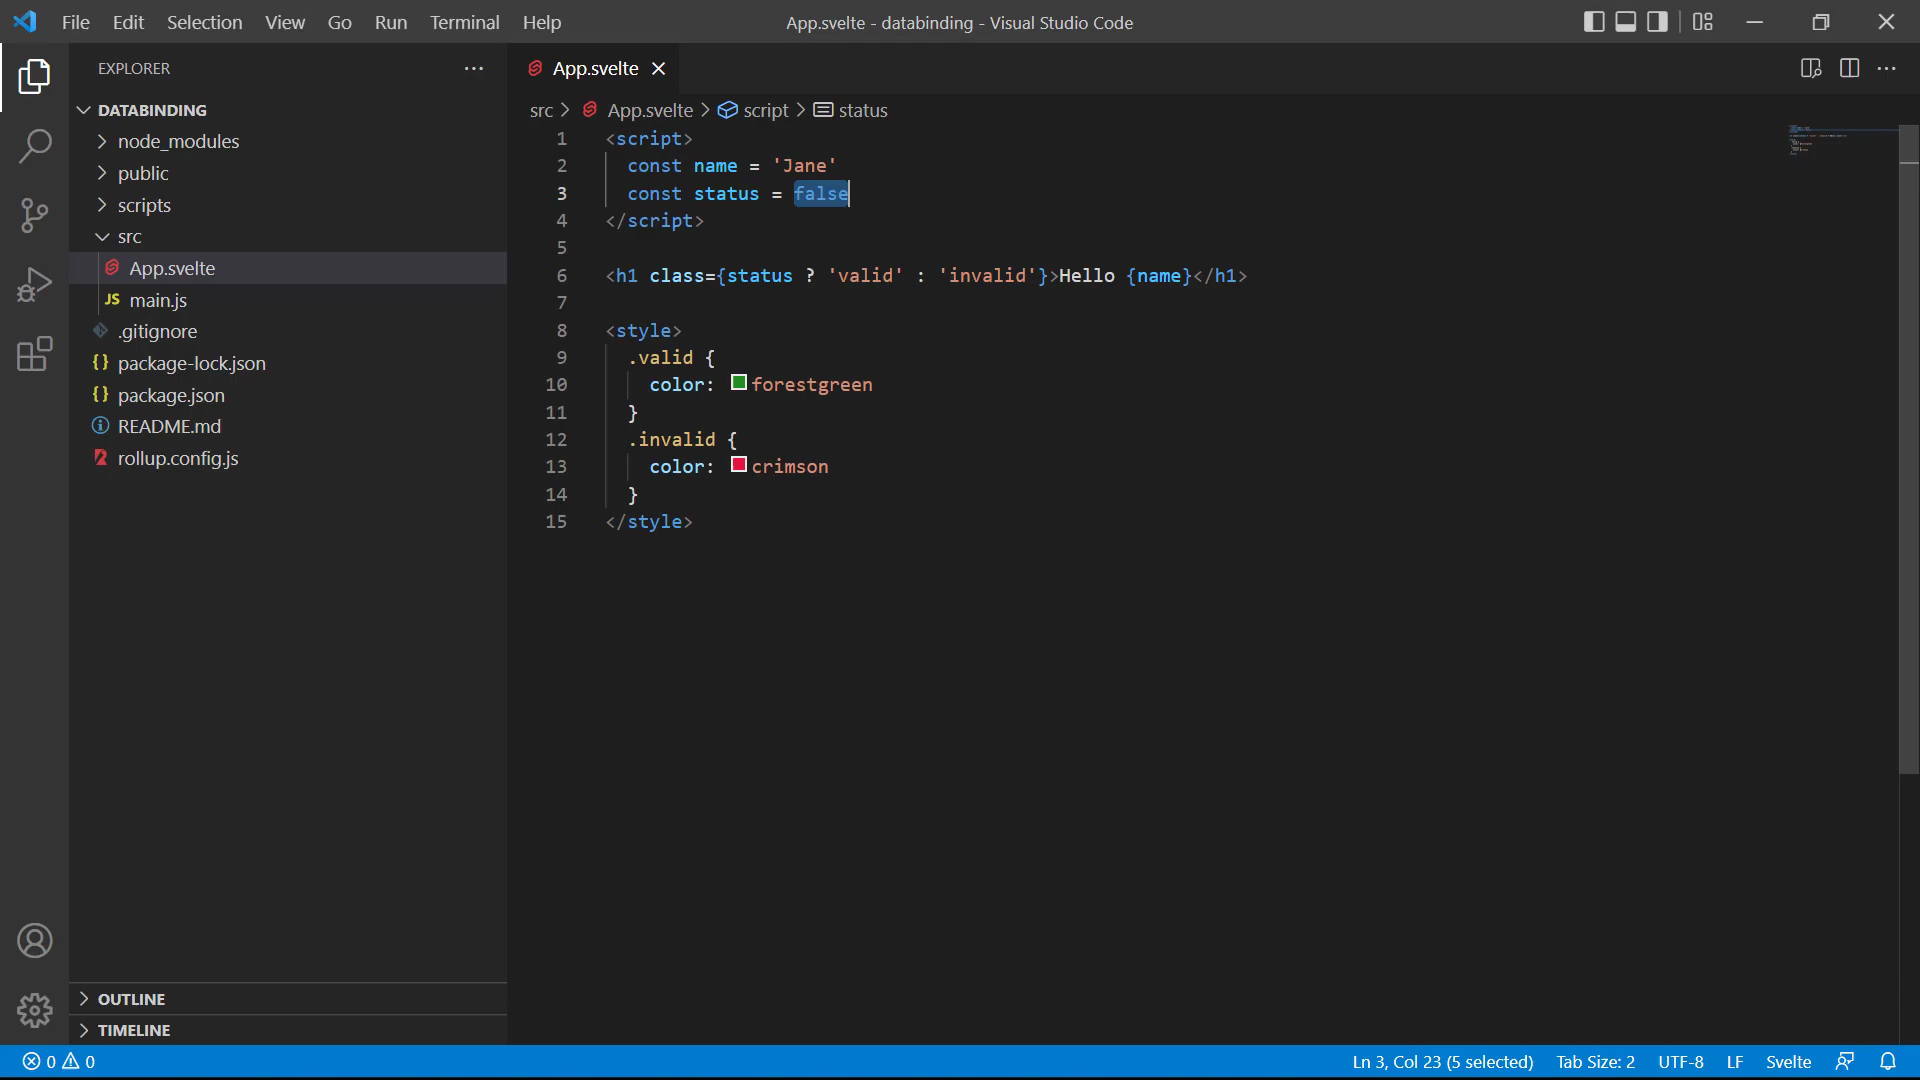 File Edit Selection View Go Run Terminal Help
App.svelte - databinding - Visual Studio Code
EXPLORER
DATABINDING
node_modules
public
scripts
src
App.svelte
JS main.js
.gitignore
{} package-lock.json
{} package.json
README.md
rollup.config.js
OUTLINE
TIMELINE
App.svelte
src > App.svelte > script > status
1 <script>
2 const name = 'Jane'
3 const status = false
4 </script>
5
6 <h1 class={status ? 'valid' : 'invalid'}>Hello {name}</h1>
7
8 <style>
9 .valid {
10 color: forestgreen
11 }
12 .invalid {
13 color: crimson
14 }
15 </style>
0 0
Ln 3, Col 23 (5 selected) Tab Size: 2 UTF-8 LF Svelte